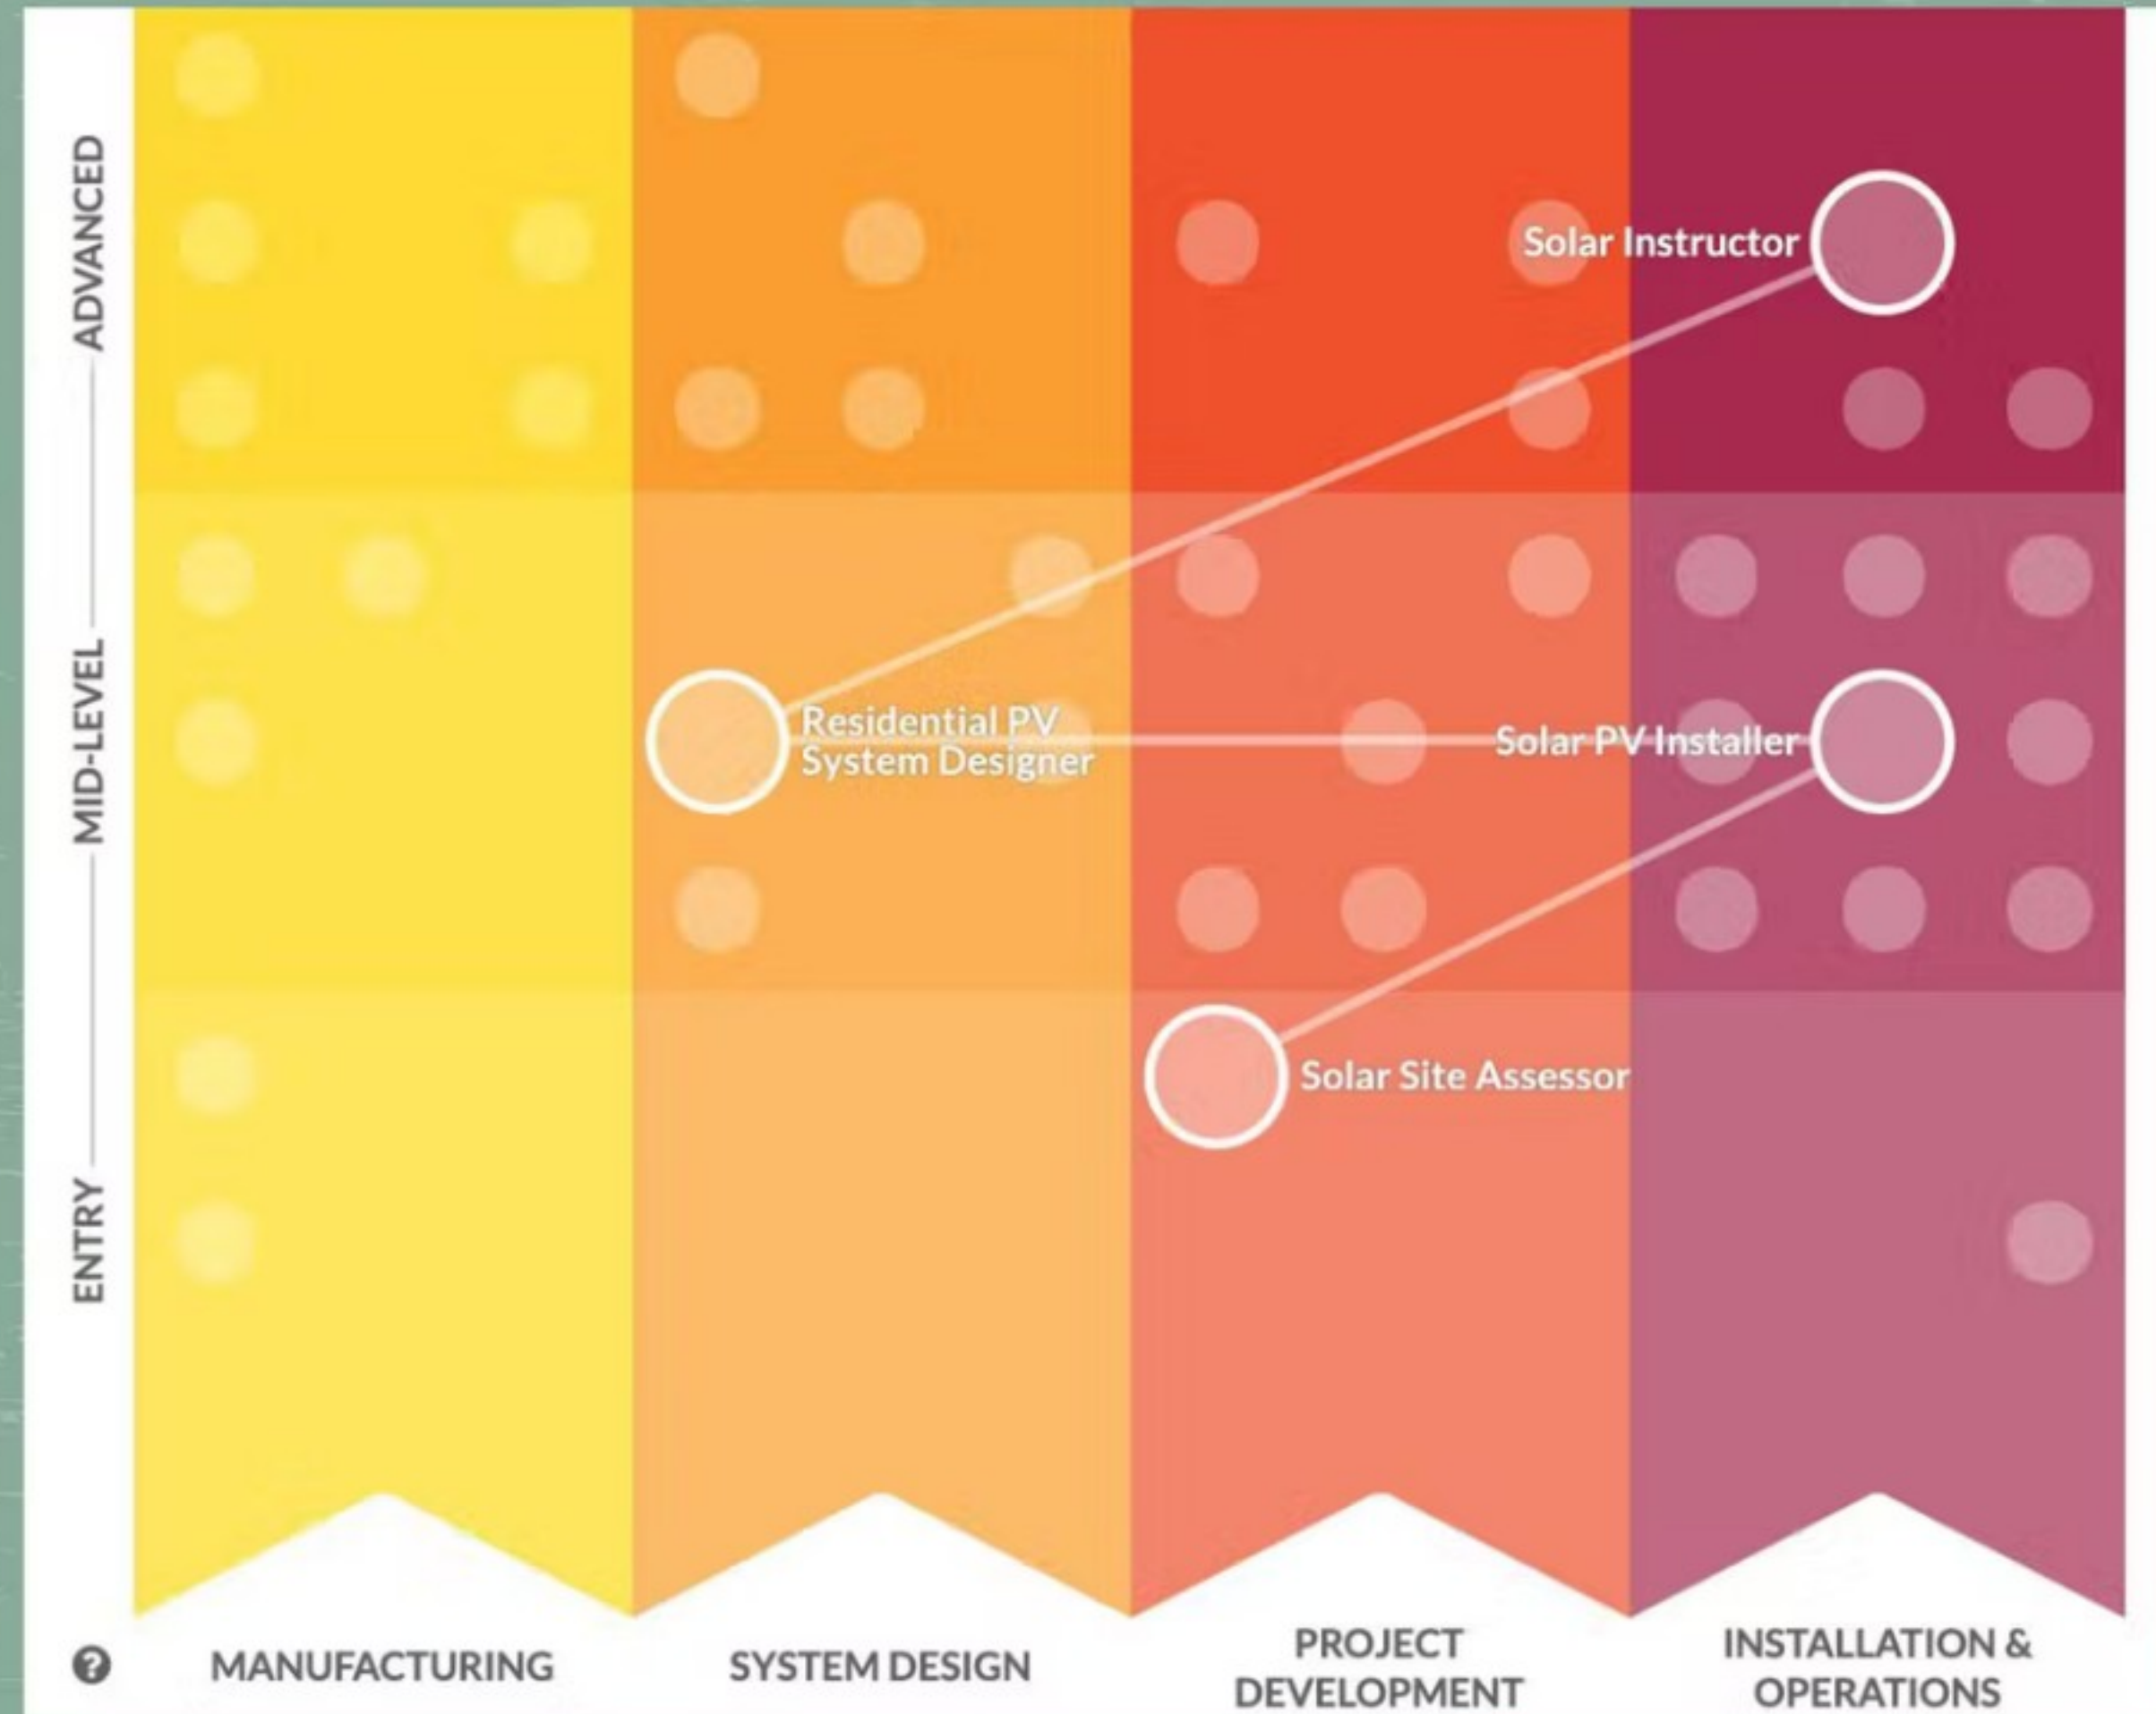 ADVANCED
MID-LEVEL
ENTRY
Solar Instructor
Residential PV
System Designer
Solar PV Installer
Solar Site Assessor
?
MANUFACTURING
SYSTEM DESIGN
PROJECT
DEVELOPMENT
INSTALLATION &
OPERATIONS